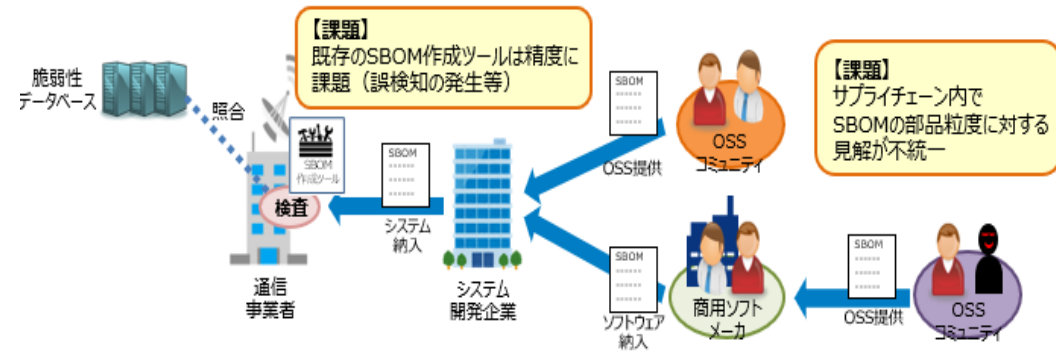 【課題】
既存のSBOM作成ツールは精度に
課題（誤検知の発生等）
【課題】
サプライチェーン内で
SBOMの部品粒度に対する
見解が不統一
脆弱性
データベース
照合
SBOM
作成ツール
検査
通信
事業者
SBOM
システム
納入
システム
開発企業
SBOM
OSS提供
OSS
コミュニティ
SBOM
ソフトウェア
納入
商用ソフト
メーカ
SBOM
OSS提供
OSS
コミュニティ